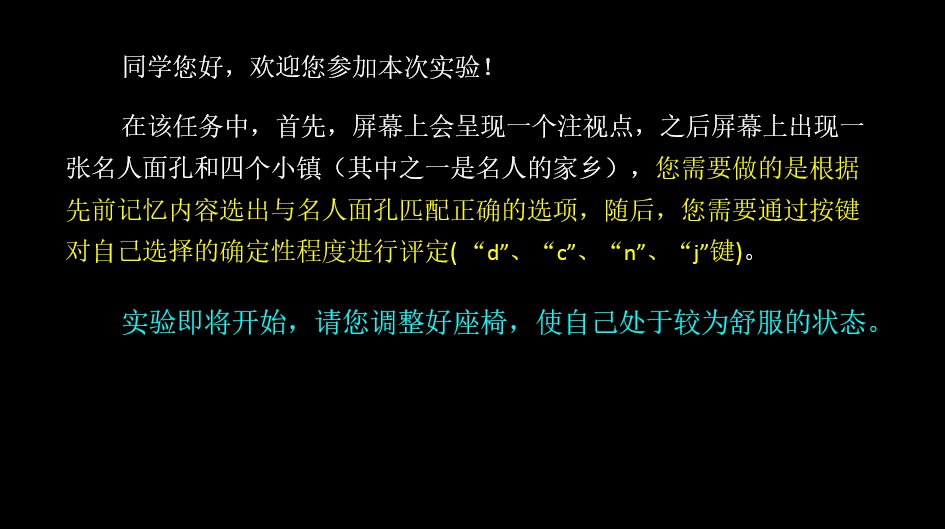 同学您好，欢迎您参加本次实验！
在该任务中，首先，屏幕上会呈现一个注视点，之后屏幕上出现一
张名人面孔和四个小镇（其中之一是名人的家乡），您需要做的是根据
先前记忆内容选出与名人面孔匹配正确的选项，随后，您需要通过按键
对自己选择的确定性程度进行评定(“d”、“c”、“n”、“j”键)。
实验即将开始，请您调整好座椅，使自己处于较为舒服的状态。